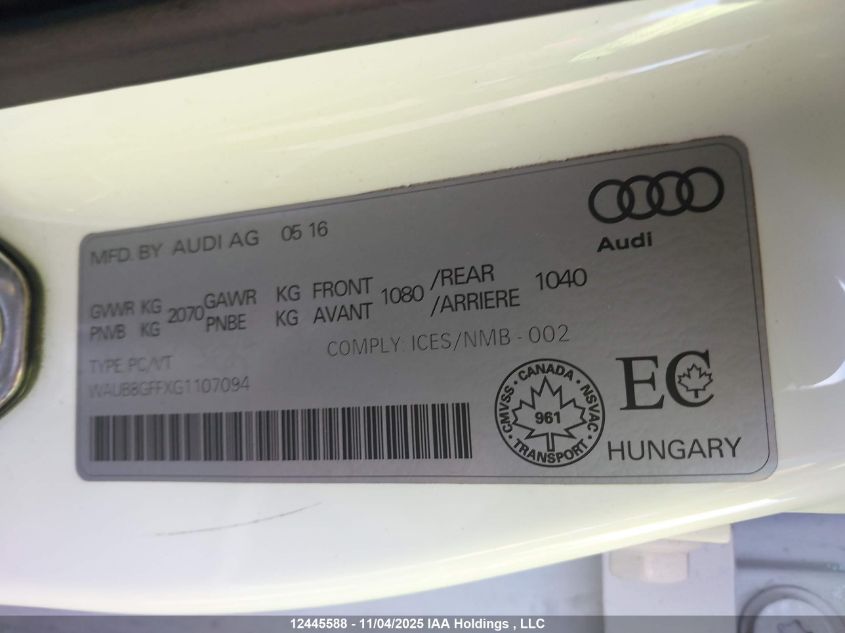 Audi
MFD. BY AUDI AG 05 16
GVWR KG 2070 GAWR KG FRONT 1080 /REAR 1040
PNVB KG PNBE KG AVANT /ARRIERE
COMPLY: ICES/NMB - 002
TYPE: PC/VT
WAUB8GFFXG1107094
CANADA
CMVSS • NSVAC
961
TRANSPORT
EC
HUNGARY
12445588 - 11/04/2025 IAA Holdings , LLC